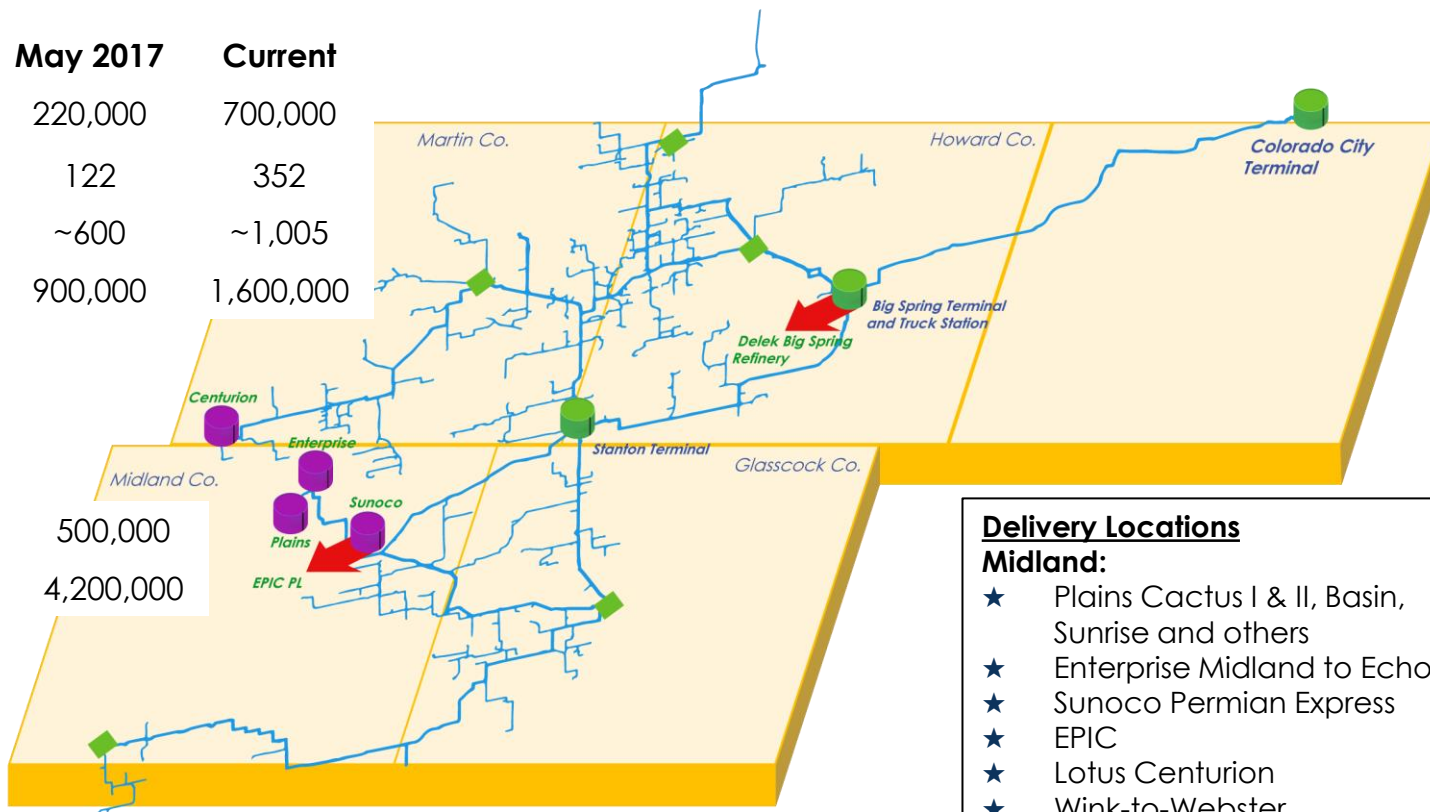 May 2017 Current
220,000 700,000
122 352
~600 ~1,005
900,000 1,600,000
Martin Co.
Howard Co.
Colorado City
Terminal
Big Spring Terminal
and Truck Station
Delek Big Spring
Refinery
Centurion
Enterprise
Stanton Terminal
Midland Co.
Glasscock Co.
Sunoco
Plains
EPIC PL
500,000
4,200,000
Delivery Locations
Midland:
★ Plains Cactus I & II, Basin,
Sunrise and others
★ Enterprise Midland to Echo
★ Sunoco Permian Express
★ EPIC
★ Lotus Centurion
★ Wink-to-Webster